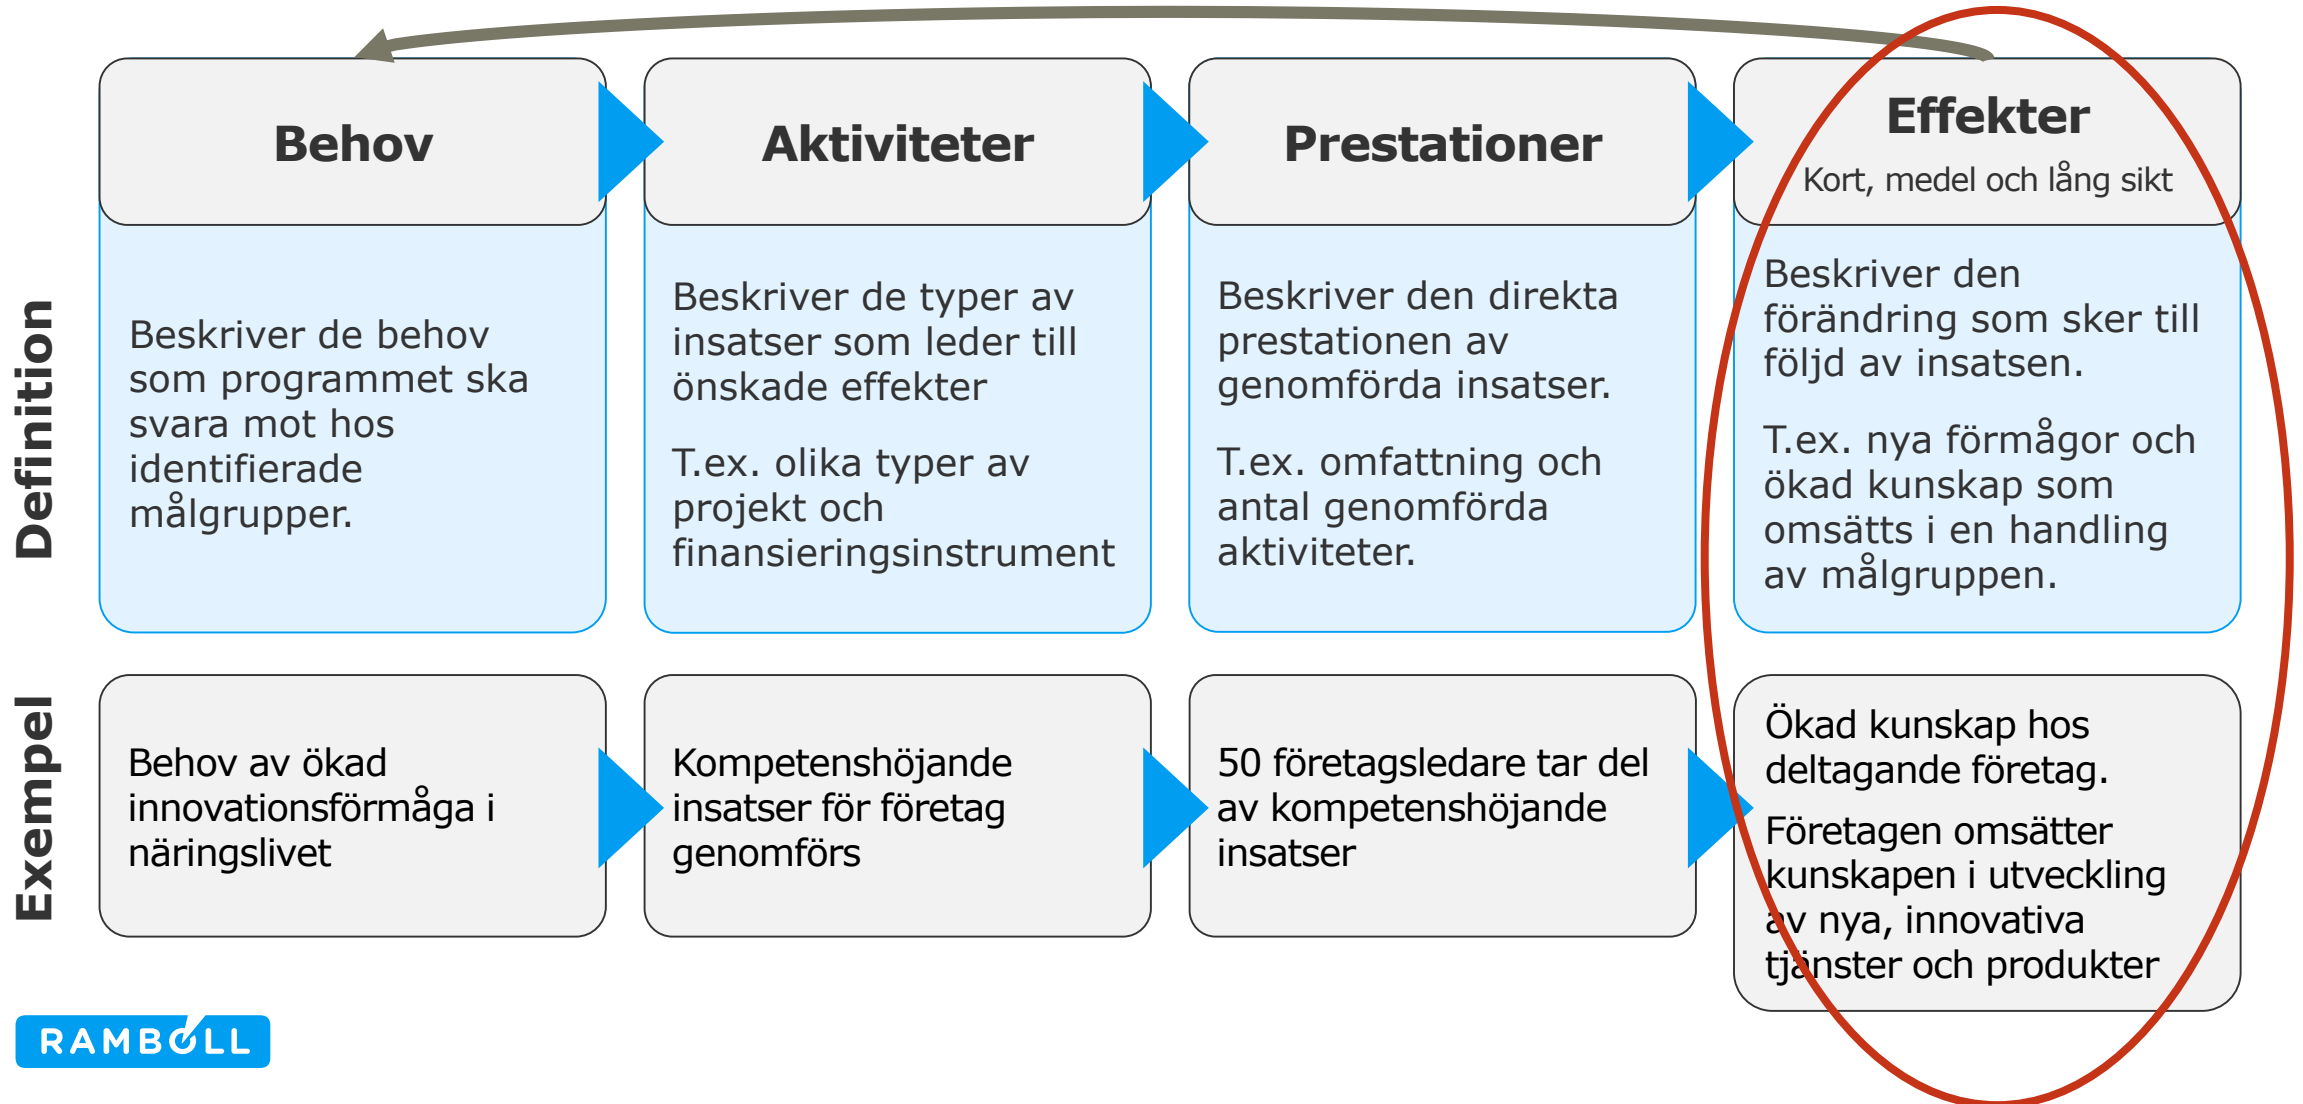 Behov
Aktiviteter
Prestationer
Effekter
Kort, medel och lång sikt
Definition
Beskriver de behov
som programmet ska
svara mot hos
identifierade
målgrupper.
Beskriver de typer av
insatser som leder till
önskade effekter
T.ex. olika typer av
projekt och
finansieringsinstrument
Beskriver den direkta
prestationen av
genomförda insatser.
T.ex. omfattning och
antal genomförda
aktiviteter.
Beskriver den
förändring som sker till
följd av insatsen.
T.ex. nya förmågor och
ökad kunskap som
omsätts i en handling
av målgruppen.
Exempel
Behov av ökad
innovationsförmåga i
näringslivet
Kompetenshöjande
insatser för företag
genomförs
50 företagsledare tar del
av kompetenshöjande
insatser
Ökad kunskap hos
deltagande företag.
Företagen omsätter
kunskapen i utveckling
av nya, innovativa
tjänster och produkter
RAMBØLL